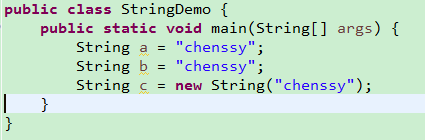 public class StringDemo {
    public static void main(String[] args) {
        String a = "chenssy";
        String b = "chenssy";
        String c = new String("chenssy");
    }
}